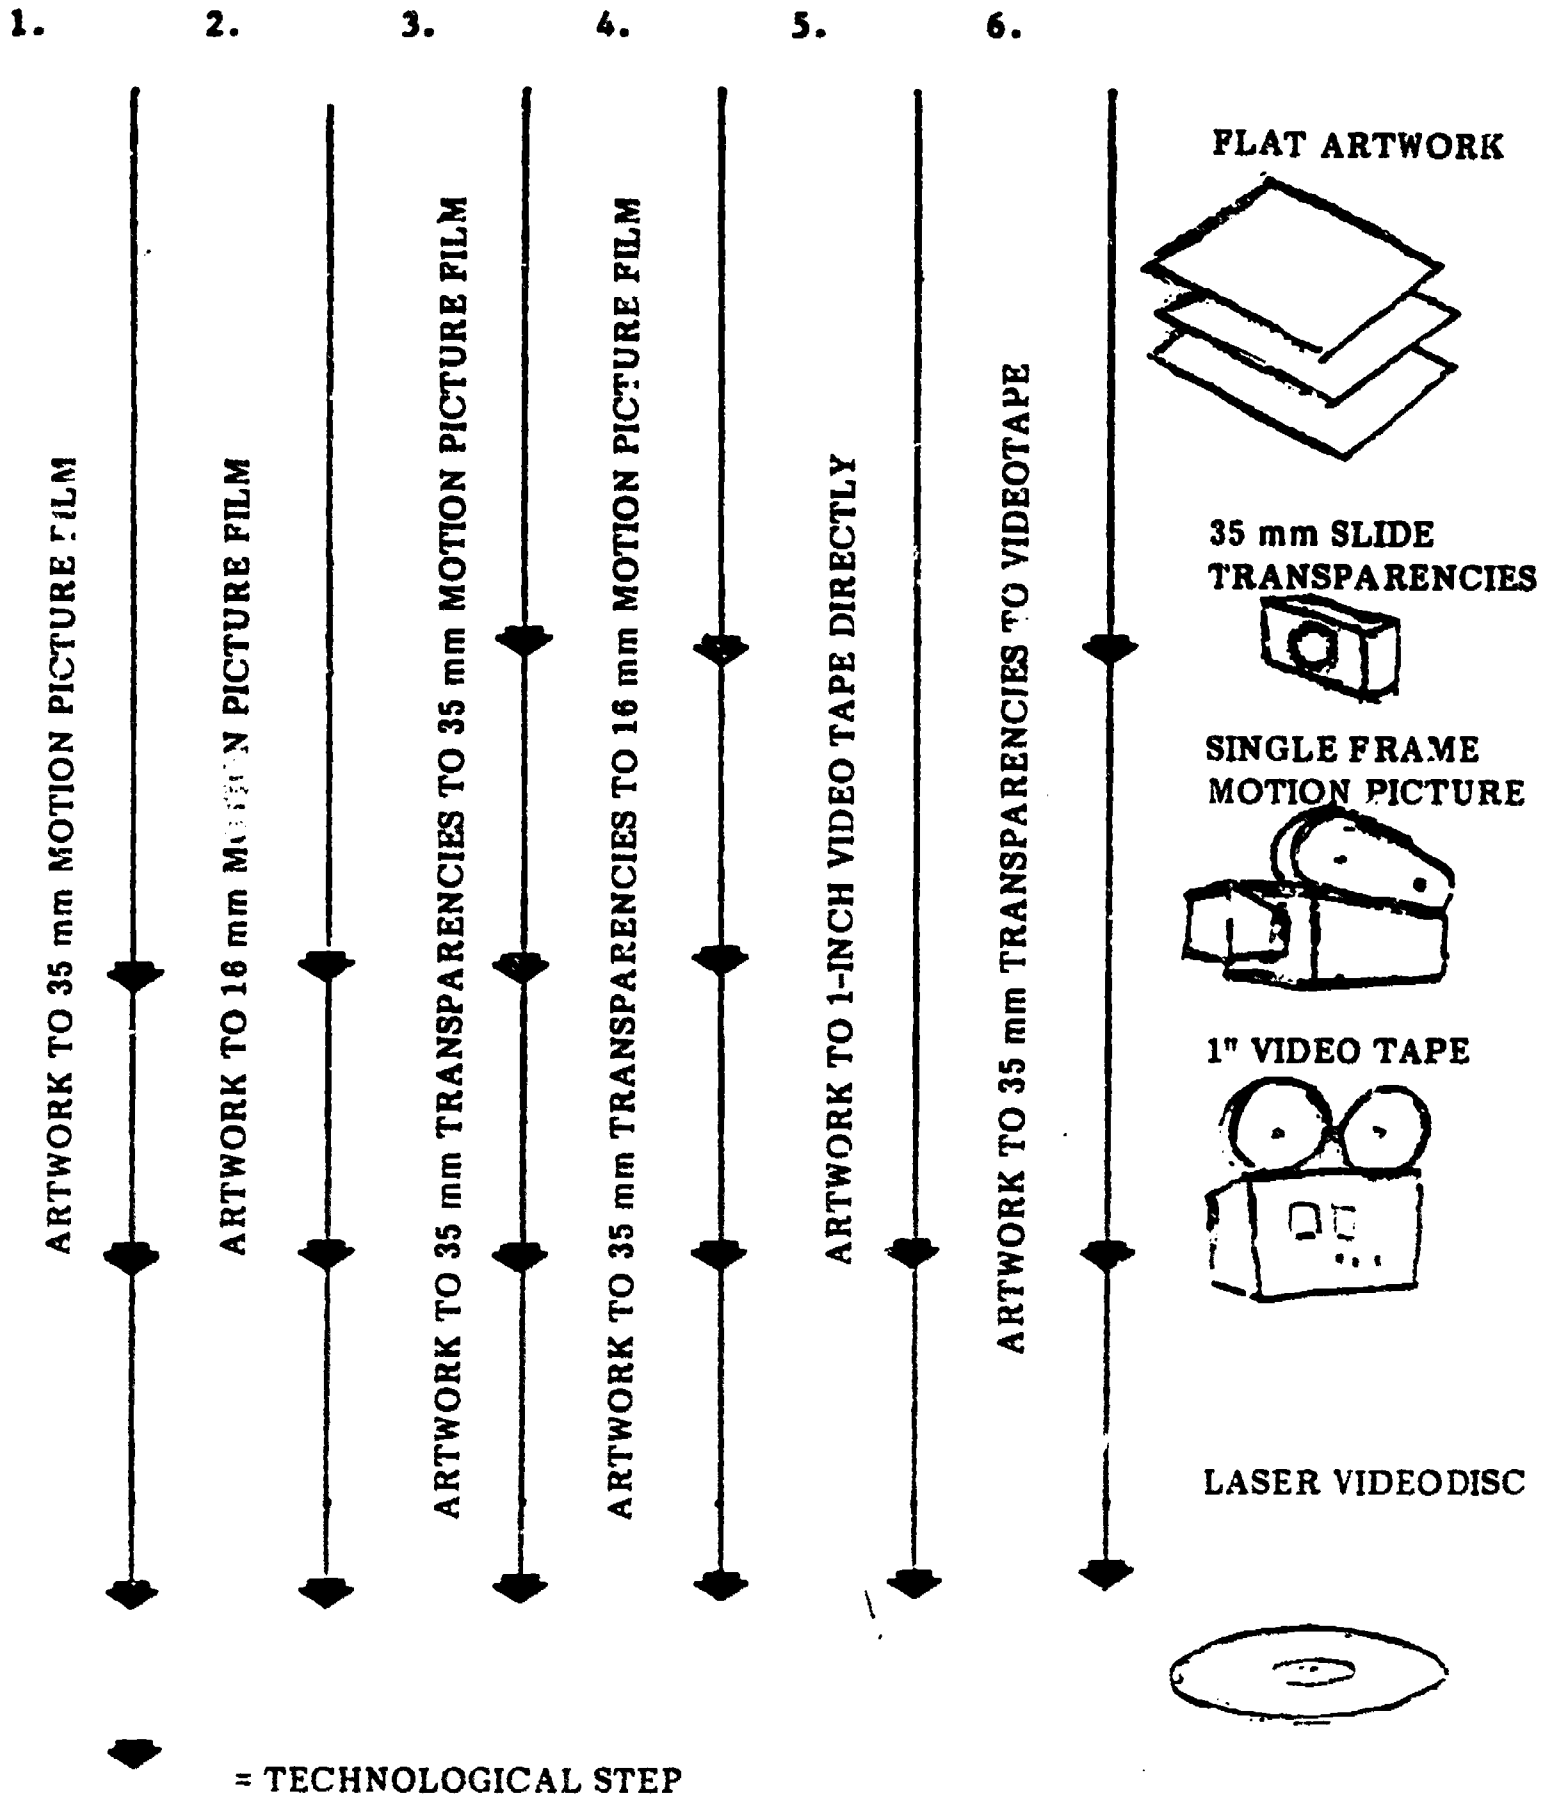 1.
2.
3.
4.
5.
6.
ARTWORK TO 35 mm MOTION PICTURE FILM
ARTWORK TO 16 mm MOTION PICTURE FILM
ARTWORK TO 35 mm TRANSPARENCIES TO 35 mm MOTION PICTURE FILM
ARTWORK TO 35 mm TRANSPARENCIES TO 16 mm MOTION PICTURE FILM
ARTWORK TO 1-INCH VIDEO TAPE DIRECTLY
ARTWORK TO 35 mm TRANSPARENCIES TO VIDEOTAPE
FLAT ARTWORK
35 mm SLIDE
TRANSPARENCIES
SINGLE FRAME
MOTION PICTURE
1" VIDEO TAPE
LASER VIDEODISC
= TECHNOLOGICAL STEP